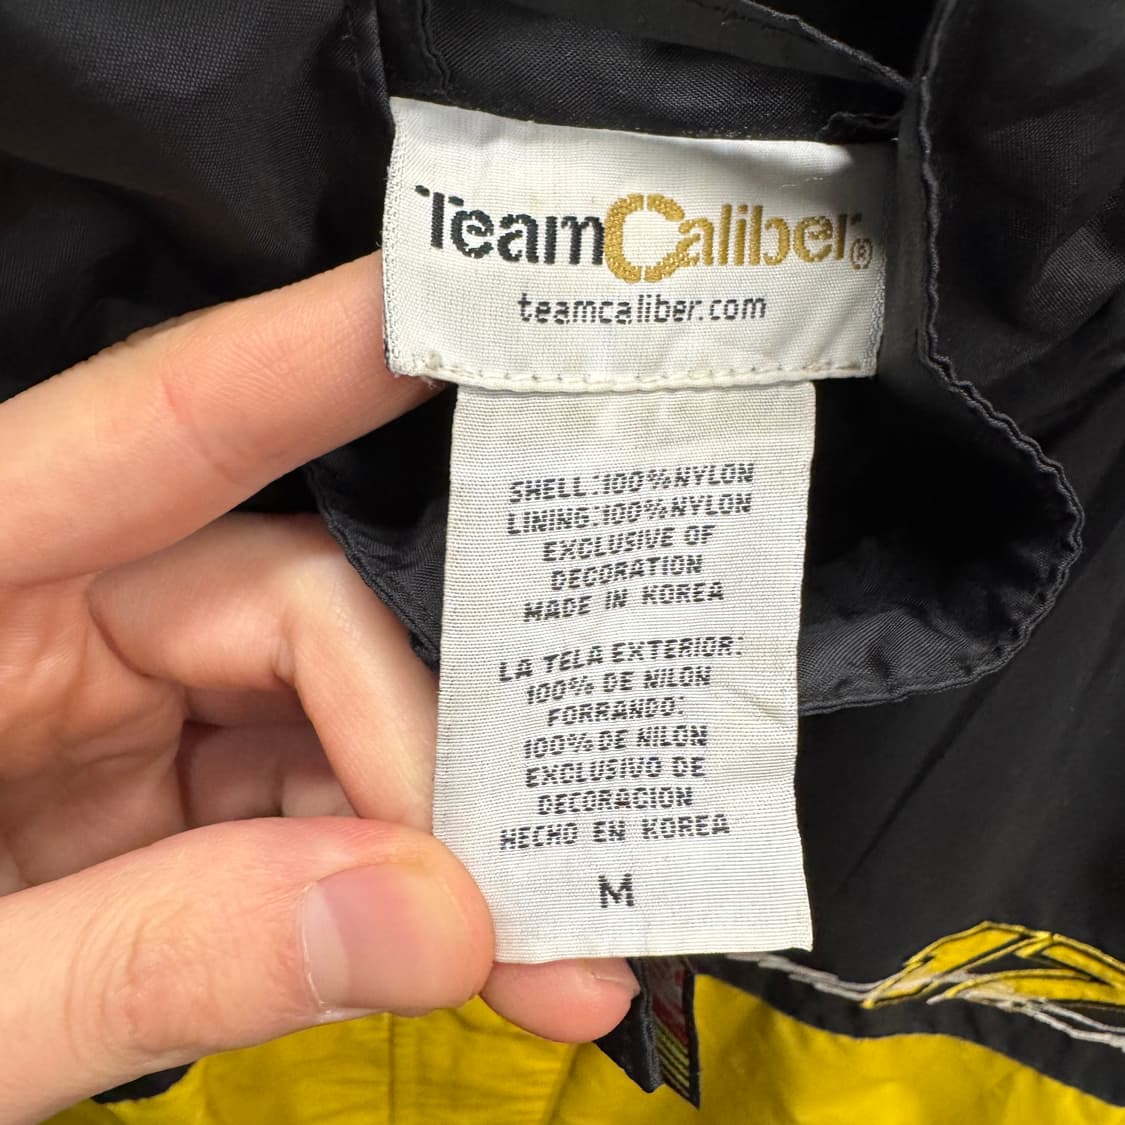 TeamCaliber®
teamcaliber.com
SHELL:100%NYLON
LINING:100%NYLON
EXCLUSIVE OF
DECORATION
MADE IN KOREA
LA TELA EXTERIOR:
100% DE NILON
FORRANDO:
100% DE NILON
EXCLUSIVO DE
DECORACION
HECHO EN KOREA
M